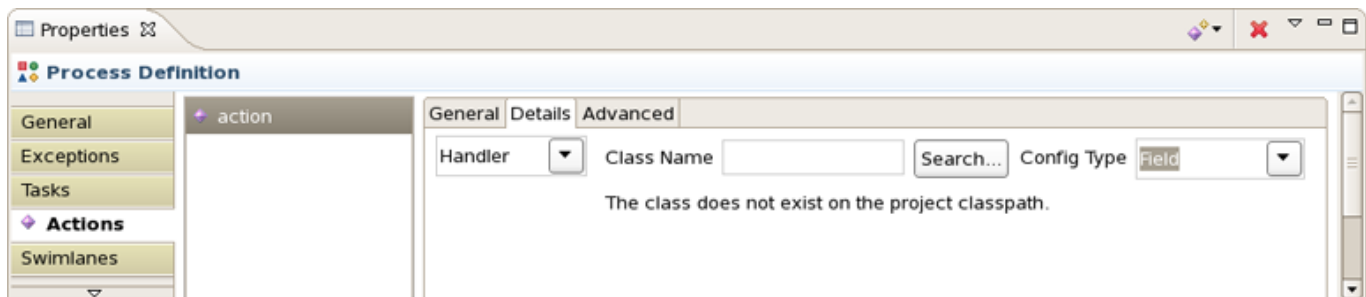 Properties
Process Definition
General
Exceptions
Tasks
Actions
Swimlanes
action
General Details Advanced
Handler Class Name Search... Config Type Field
The class does not exist on the project classpath.